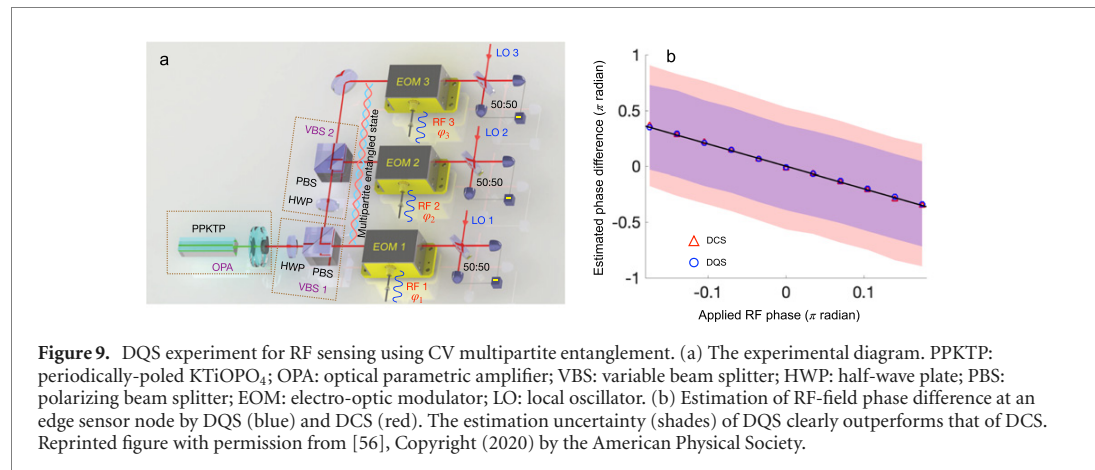 a
LO 3
EOM 3
50:50
RF 3
φ3
VBS 2
Multipartite entangled state
LO 2
PBS
EOM 2
50:50
HWP
RF 2
φ2
LO 1
PPKTP
OPA
HWP
PBS
VBS 1
EOM 1
50:50
RF 1
φ1
b
Estimated phase difference (π radian)
1
0.5
0
-0.5
-1
DCS
DQS
-0.1
0
0.1
Applied RF phase (π radian)
Figure 9. DQS experiment for RF sensing using CV multipartite entanglement. (a) The experimental diagram. PPKTP:
periodically-poled KTiOPO₄; OPA: optical parametric amplifier; VBS: variable beam splitter; HWP: half-wave plate; PBS:
polarizing beam splitter; EOM: electro-optic modulator; LO: local oscillator. (b) Estimation of RF-field phase difference at an
edge sensor node by DQS (blue) and DCS (red). The estimation uncertainty (shades) of DQS clearly outperforms that of DCS.
Reprinted figure with permission from [56], Copyright (2020) by the American Physical Society.